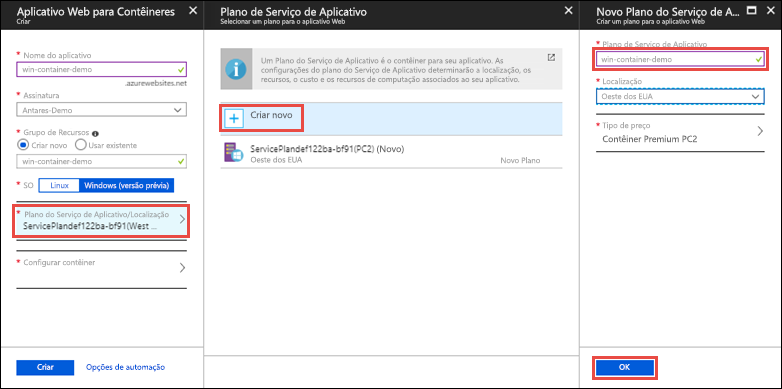 Aplicativo Web para Contêineres
Criar
* Nome do aplicativo
win-container-demo
.azurewebsites.net
* Assinatura
Antares-Demo
* Grupo de Recursos
Criar novo
Usar existente
win-container-demo
* SO
Linux
Windows (versão prévia)
* Plano do Serviço de Aplicativo/Localização
ServicePlandef122ba-bf91(West ...
* Configurar contêiner
Criar
Opções de automação
Plano de Serviço de Aplicativo
Selecionar um plano para o aplicativo Web
Um Plano do Serviço de Aplicativo é o contêiner para seu aplicativo. As
configurações do plano do Serviço de Aplicativo determinarão a localização, os
recursos, o custo e os recursos de computação associados ao seu aplicativo.
Criar novo
ServicePlandef122ba-bf91(PC2) (Novo)
Oeste dos EUA
Novo Plano
Novo Plano do Serviço de A...
Criar um plano para o aplicativo Web
* Plano de Serviço de Aplicativo
win-container-demo
* Localização
Oeste dos EUA
* Tipo de preço
Contêiner Premium PC2
OK